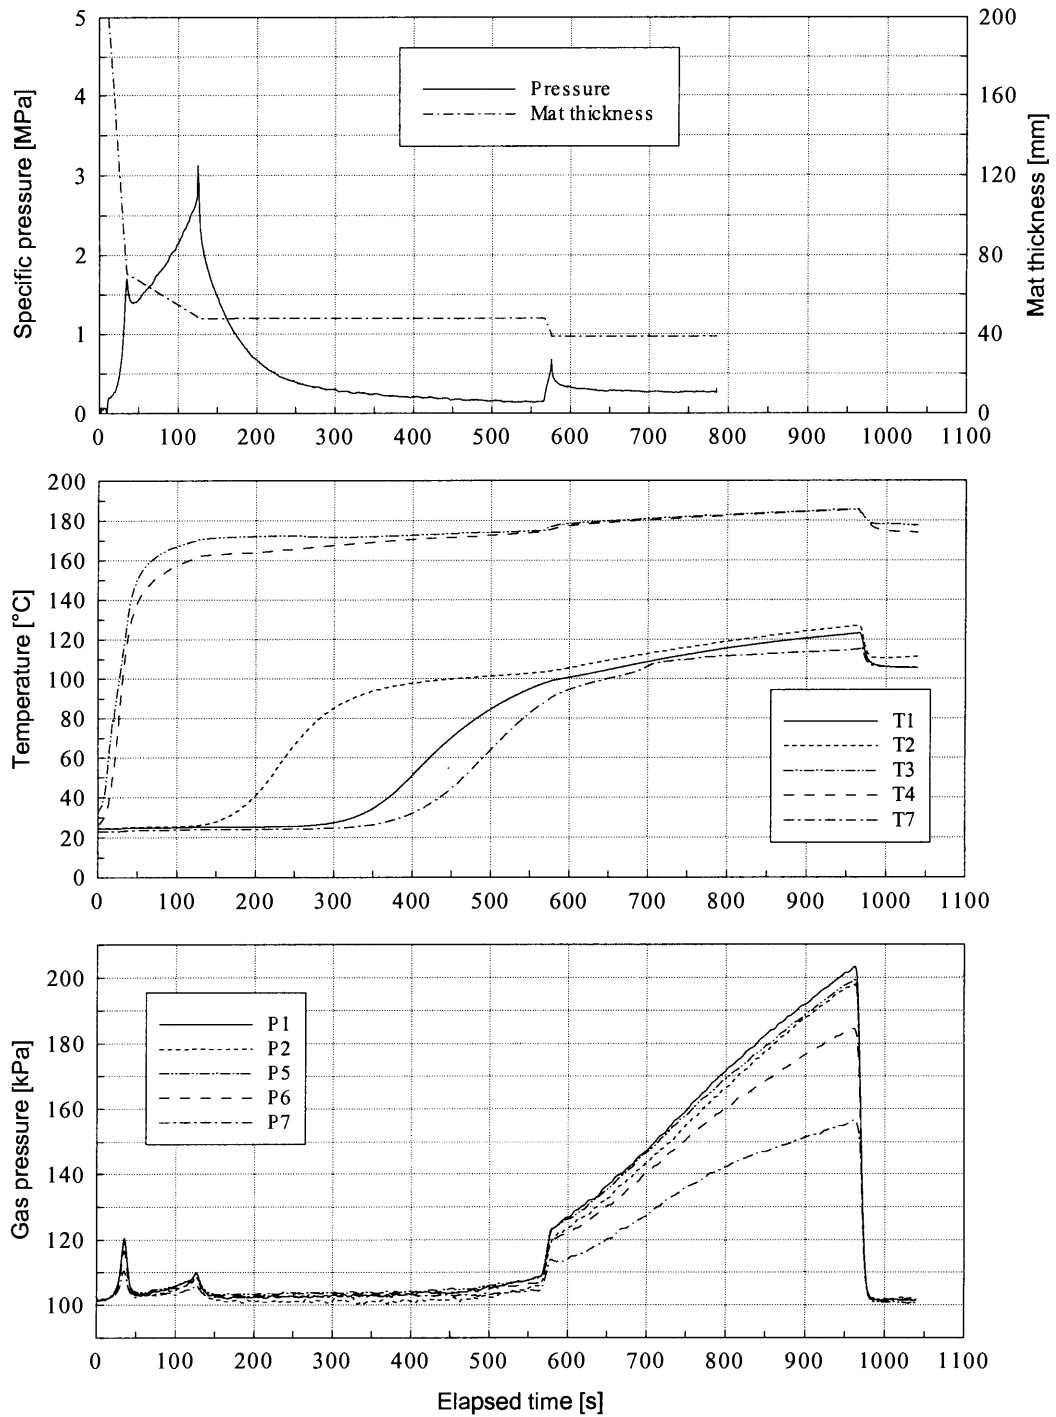 5 200
4 160
3 120
2 80
1 40
0 0
Specific pressure [MPa]
Mat thickness [mm]
Pressure
Mat thickness
0 100 200 300 400 500 600 700 800 900 1000 1100
200
180
160
140
120
100
80
60
40
20
0
Temperature [°C]
T1
T2
T3
T4
T7
0 100 200 300 400 500 600 700 800 900 1000 1100
200
180
160
140
120
100
Gas pressure [kPa]
P1
P2
P5
P6
P7
0 100 200 300 400 500 600 700 800 900 1000 1100
Elapsed time [s]